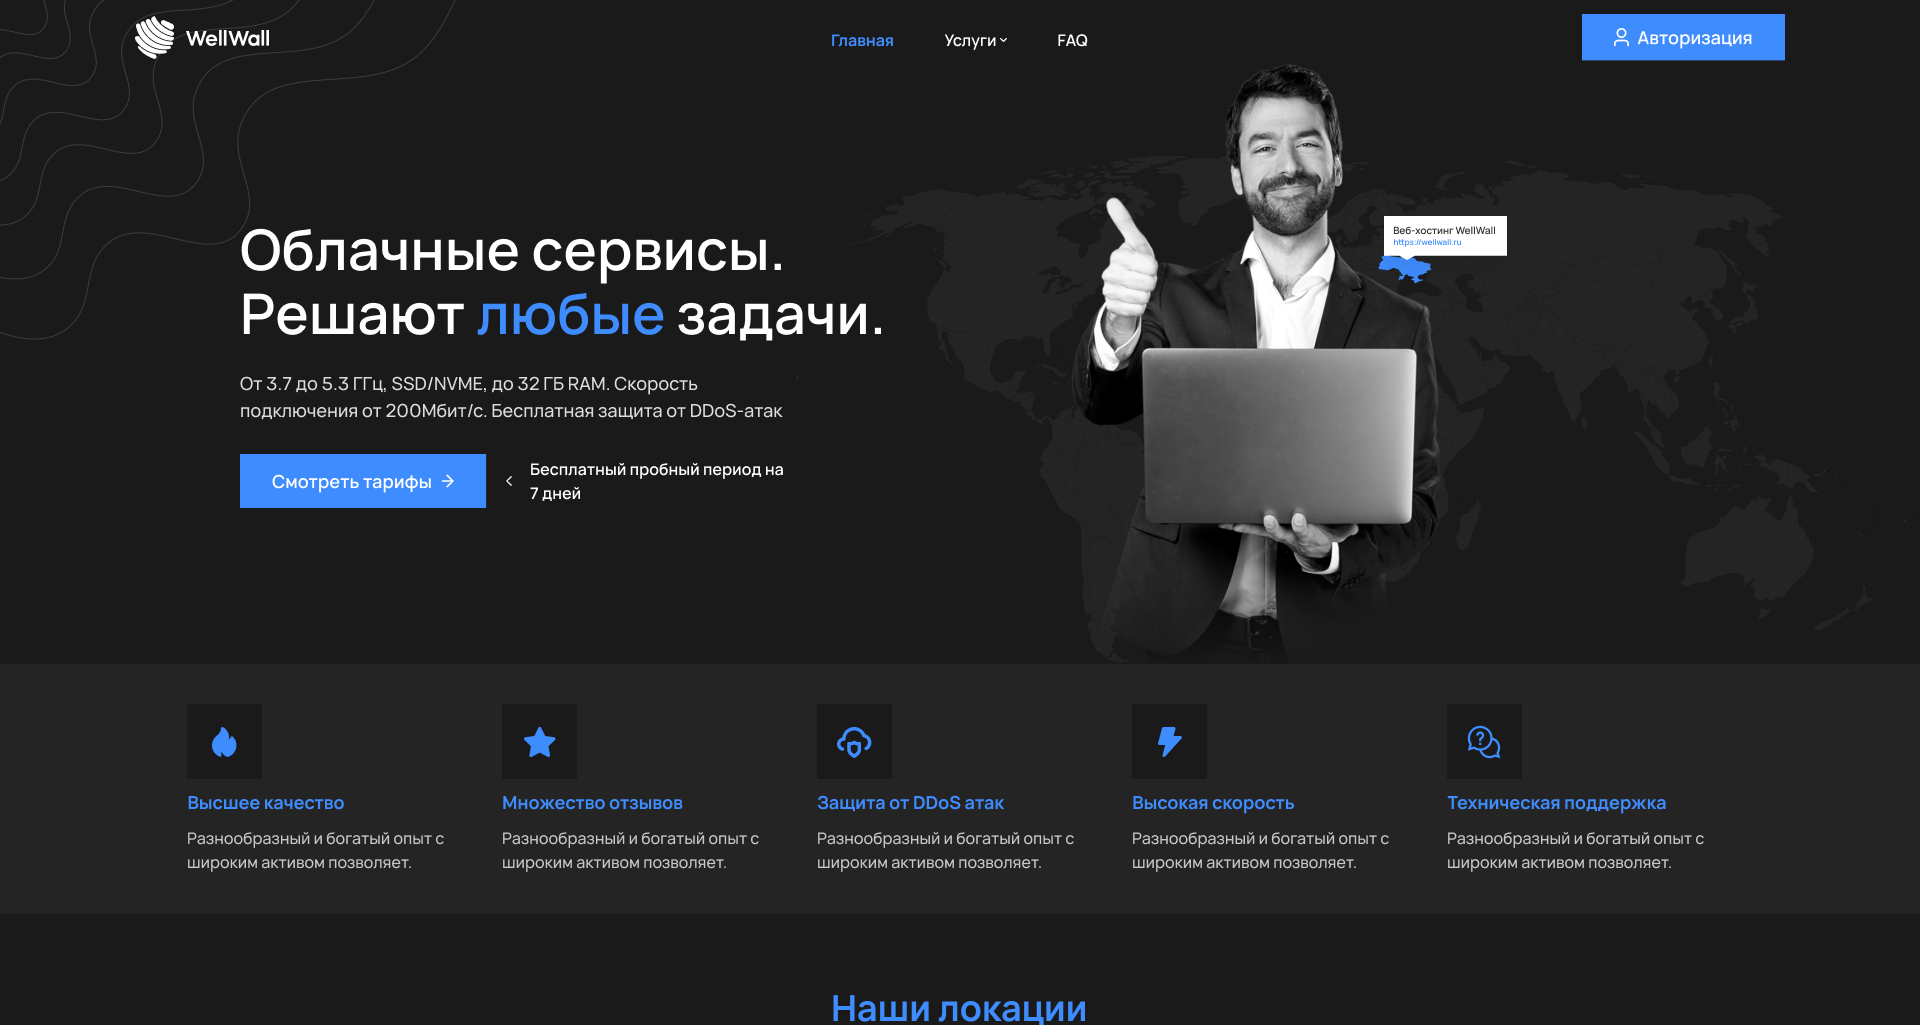 WellWall
Главная
Услуги
FAQ
Авторизация
Облачные сервисы.
Решают любые задачи.
От 3.7 до 5.3 ГГц, SSD/NVME, до 32 ГБ RAM. Скорость
подключения от 200Мбит/с. Бесплатная защита от DDoS-атак
Смотреть тарифы
Бесплатный пробный период на
7 дней
Веб-хостинг WellWall
https://wellwall.ru
Высшее качество
Разнообразный и богатый опыт с
широким активом позволяет.
Множество отзывов
Разнообразный и богатый опыт с
широким активом позволяет.
Защита от DDoS атак
Разнообразный и богатый опыт с
широким активом позволяет.
Высокая скорость
Разнообразный и богатый опыт с
широким активом позволяет.
Техническая поддержка
Разнообразный и богатый опыт с
широким активом позволяет.
Наши локации